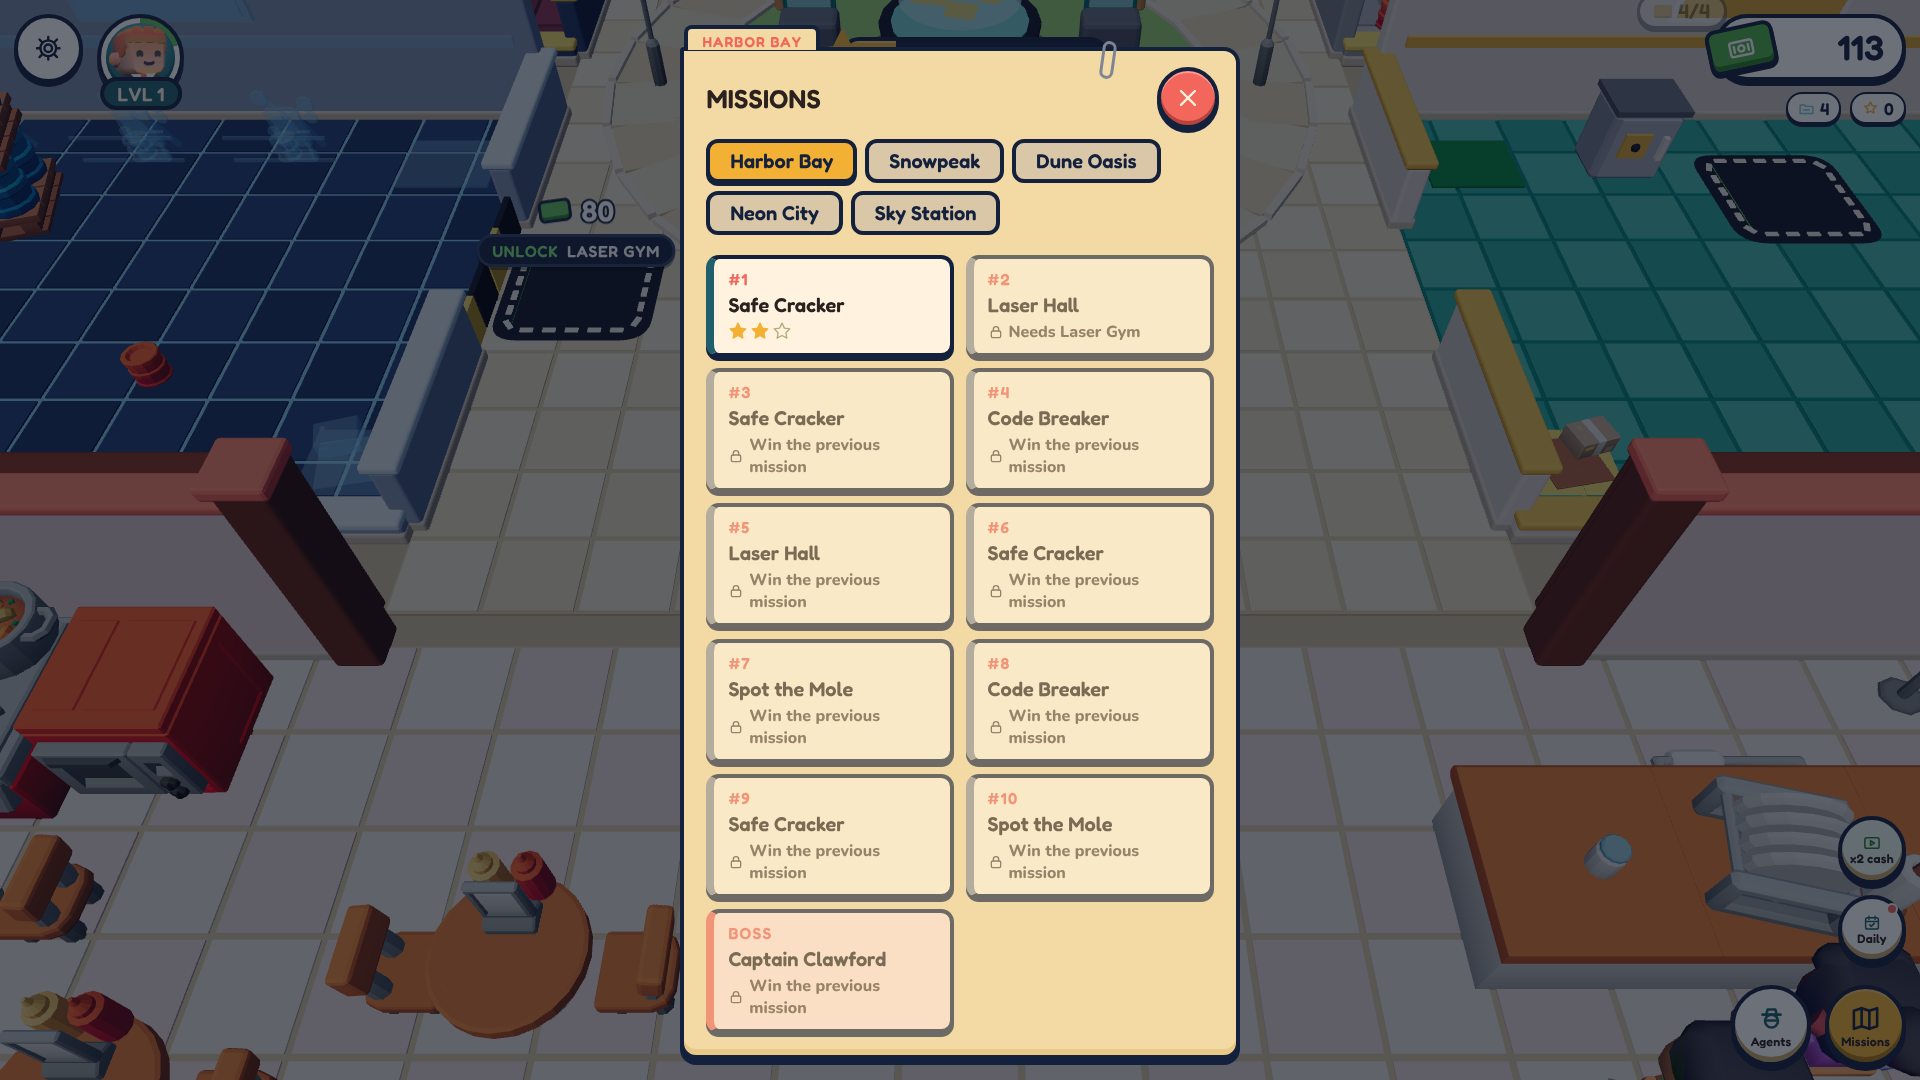 LVL 1
80
UNLOCK LASER GYM
HARBOR BAY
MISSIONS
Harbor Bay
Snowpeak
Dune Oasis
Neon City
Sky Station
#1
Safe Cracker
#2
Laser Hall
Needs Laser Gym
#3
Safe Cracker
Win the previous
mission
#4
Code Breaker
Win the previous
mission
#5
Laser Hall
Win the previous
mission
#6
Safe Cracker
Win the previous
mission
#7
Spot the Mole
Win the previous
mission
#8
Code Breaker
Win the previous
mission
#9
Safe Cracker
Win the previous
mission
#10
Spot the Mole
Win the previous
mission
BOSS
Captain Clawford
Win the previous
mission
4/4
113
4
0
x2 cash
Daily
Agents
Missions